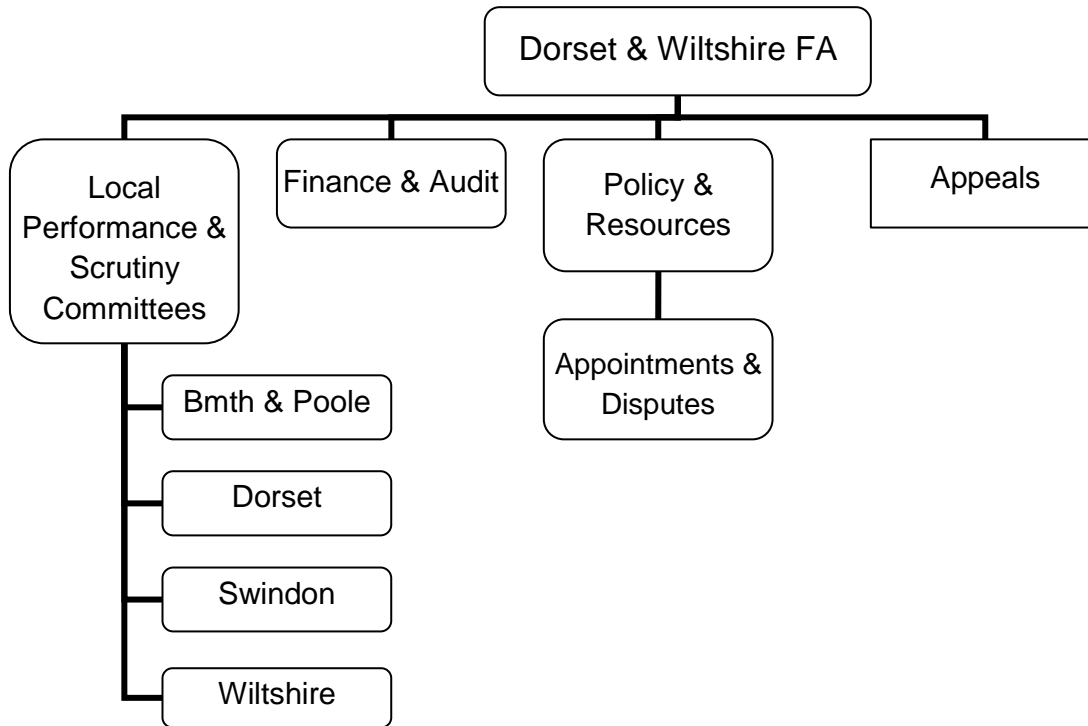 Dorset & Wiltshire FA
Local
Performance &
Scrutiny
Committees
Finance & Audit
Policy &
Resources
Appeals
Appointments &
Disputes
Bmth & Poole
Dorset
Swindon
Wiltshire